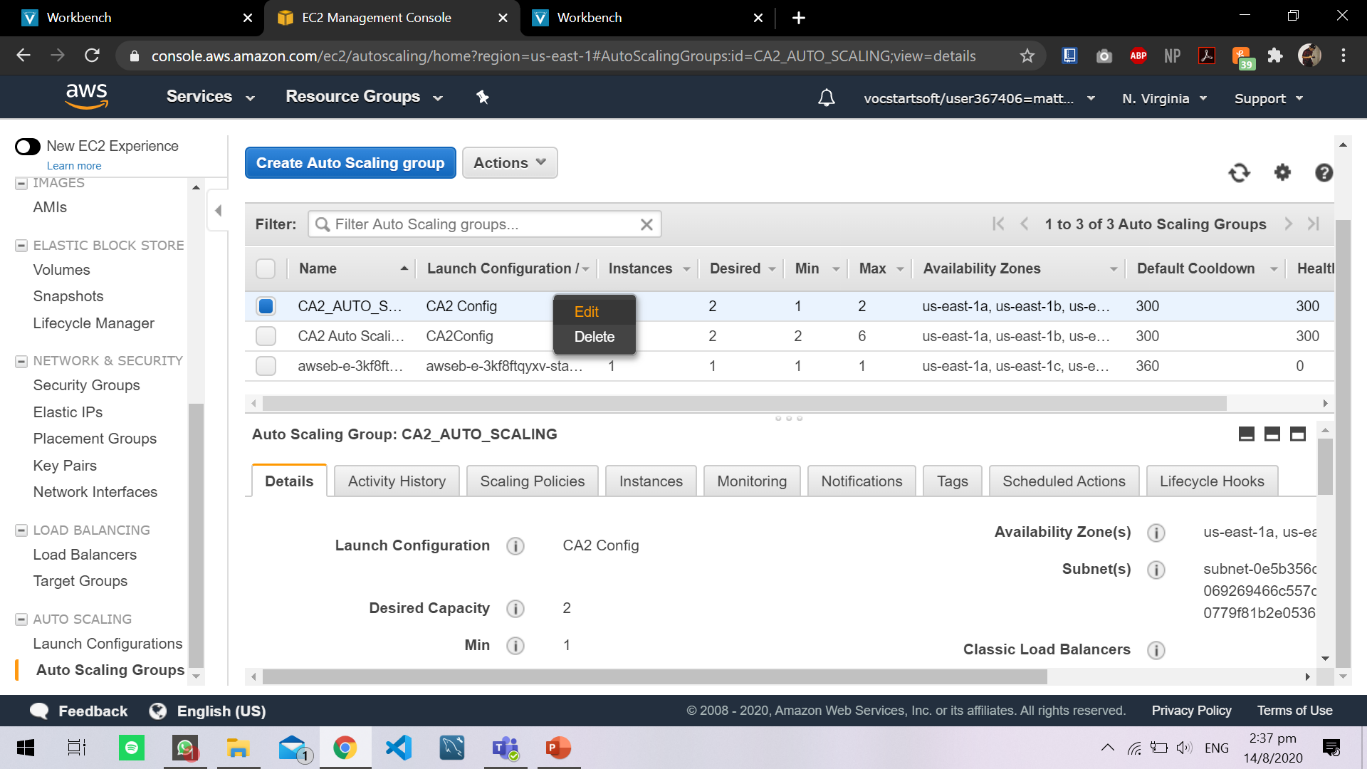 Workbench
EC2 Management Console
Workbench
console.aws.amazon.com/ec2/autoscaling/home?region=us-east-1#AutoScalingGroups:id=CA2_AUTO_SCALING;view=details
ABP
NP
39
aws
Services
Resource Groups
vocstartsoft/user367406=matt...
N. Virginia
Support
New EC2 Experience
Learn more
IMAGES
AMIs
ELASTIC BLOCK STORE
Volumes
Snapshots
Lifecycle Manager
NETWORK & SECURITY
Security Groups
Elastic IPs
Placement Groups
Key Pairs
Network Interfaces
LOAD BALANCING
Load Balancers
Target Groups
AUTO SCALING
Launch Configurations
Auto Scaling Groups
Create Auto Scaling group
Actions
Filter:
Filter Auto Scaling groups...
1 to 3 of 3 Auto Scaling Groups
Name Launch Configuration / Instances Desired Min Max Availability Zones Default Cooldown Health
CA2_AUTO_S... CA2 Config 2 1 2 us-east-1a, us-east-1b, us-e... 300 300
CA2 Auto Scali... CA2Config 2 2 6 us-east-1a, us-east-1b, us-e... 300 300
awseb-e-3kf8ft... awseb-e-3kf8ftqyxv-sta... 1 1 1 1 us-east-1a, us-east-1c, us-e... 360 0
Edit
Delete
Auto Scaling Group: CA2_AUTO_SCALING
Details Activity History Scaling Policies Instances Monitoring Notifications Tags Scheduled Actions Lifecycle Hooks
Launch Configuration CA2 Config
Desired Capacity 2
Min 1
Availability Zone(s) us-east-1a, us-ea
Subnet(s) subnet-0e5b356c
069269466c557c
0779f81b2e0536
Classic Load Balancers
Feedback
English (US)
© 2008 - 2020, Amazon Web Services, Inc. or its affiliates. All rights reserved.
Privacy Policy
Terms of Use
1
1
ENG
2:37 pm
14/8/2020